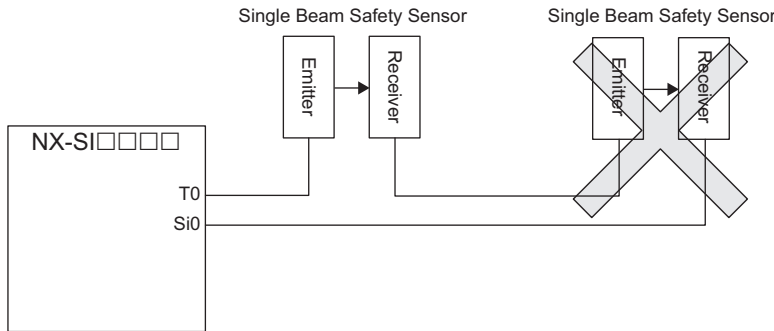 Single Beam Safety Sensor
Single Beam Safety Sensor
Emitter
Receiver
Emitter
Receiver
NX-SI□□□□
T0
Si0